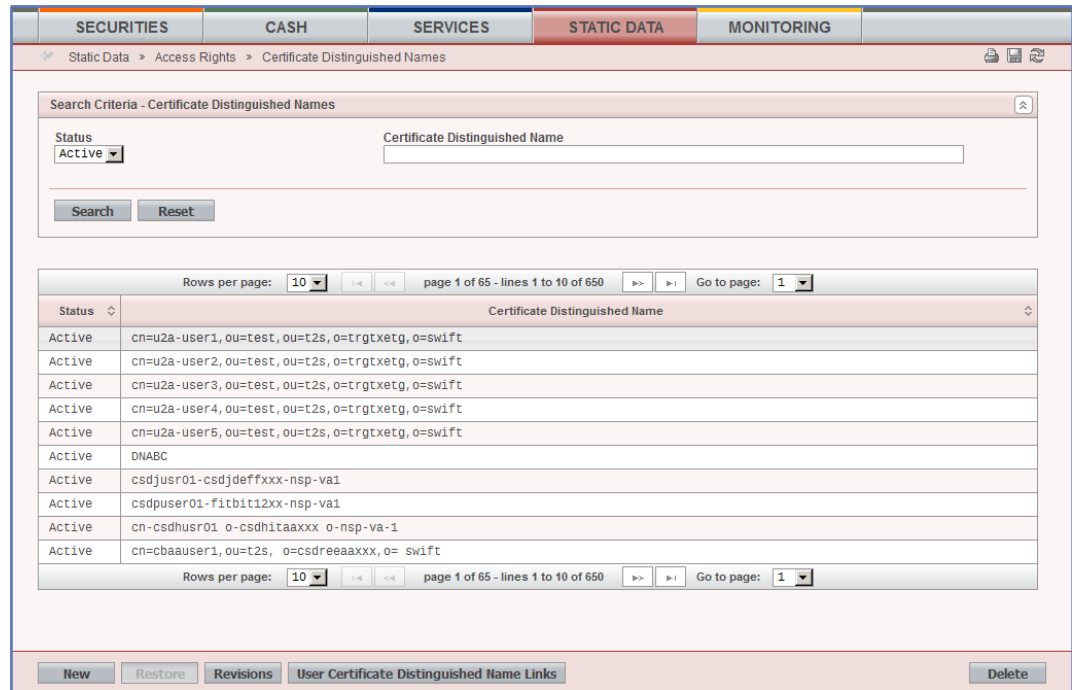 SECURITIES CASH SERVICES STATIC DATA MONITORING
Static Data » Access Rights » Certificate Distinguished Names
Search Criteria - Certificate Distinguished Names
Status Certificate Distinguished Name
Active
Search Reset
Rows per page: 10 page 1 of 65 - lines 1 to 10 of 650 Go to page: 1
Status Certificate Distinguished Name
Active cn=u2a-user1,ou=test,ou=t2s,o=trgtxetg,o=swift
Active cn=u2a-user2,ou=test,ou=t2s,o=trgtxetg,o=swift
Active cn=u2a-user3,ou=test,ou=t2s,o=trgtxetg,o=swift
Active cn=u2a-user4,ou=test,ou=t2s,o=trgtxetg,o=swift
Active cn=u2a-user5,ou=test,ou=t2s,o=trgtxetg,o=swift
Active DNABC
Active csdjusr01-csdjdeffxxx-nsp-va1
Active csdpuser01-fitbit12xx-nsp-va1
Active cn-csdhusr01 o-csdhitaaxxx o-nsp-va-1
Active cn=cbaauser1,ou=t2s, o=csdreeaaxxx,o= swift
Rows per page: 10 page 1 of 65 - lines 1 to 10 of 650 Go to page: 1
New Restore Revisions User Certificate Distinguished Name Links Delete